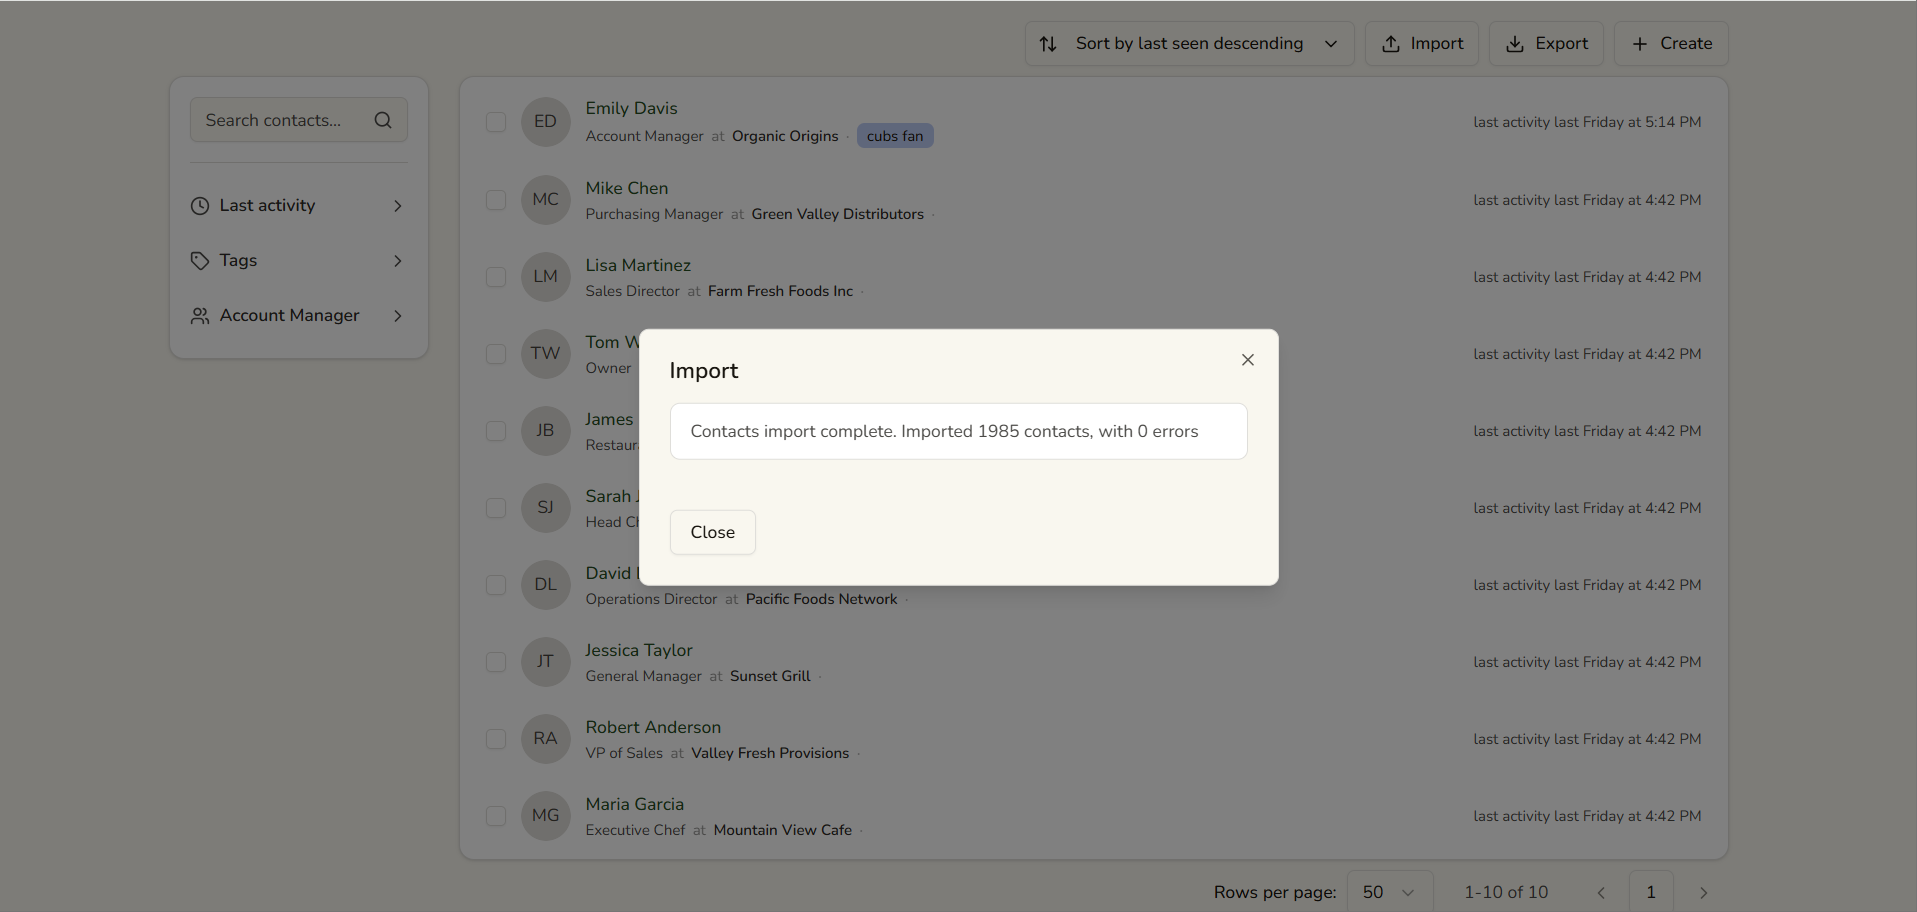 Sort by last seen descending
Import
Export
Create
Search contacts...
Last activity
Tags
Account Manager
ED
Emily Davis
Account Manager at Organic Origins · cubs fan
last activity last Friday at 5:14 PM
MC
Mike Chen
Purchasing Manager at Green Valley Distributors ·
last activity last Friday at 4:42 PM
LM
Lisa Martinez
Sales Director at Farm Fresh Foods Inc ·
last activity last Friday at 4:42 PM
TW
Tom
Owner
last activity last Friday at 4:42 PM
JB
James
last activity last Friday at 4:42 PM
SJ
Sarah
Head
last activity last Friday at 4:42 PM
DL
David
Operations Director at Pacific Foods Network ·
last activity last Friday at 4:42 PM
JT
Jessica Taylor
General Manager at Sunset Grill ·
last activity last Friday at 4:42 PM
RA
Robert Anderson
VP of Sales at Valley Fresh Provisions ·
last activity last Friday at 4:42 PM
MG
Maria Garcia
Executive Chef at Mountain View Cafe ·
last activity last Friday at 4:42 PM
Import
Contacts import complete. Imported 1985 contacts, with 0 errors
Close
Rows per page: 50 1-10 of 10 1